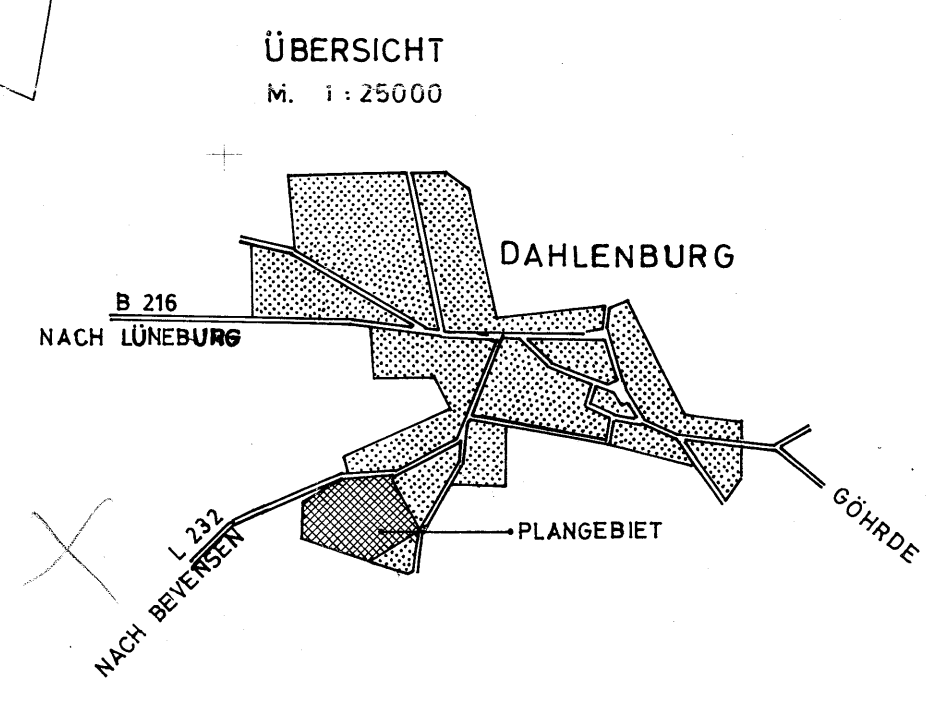 ÜBERSICHT
M. 1 : 25000
DAHLENBURG
B 216
NACH LÜNEBURG
PLANGEBIET
GÖHRDE
L 232
NACH BEVENSEN